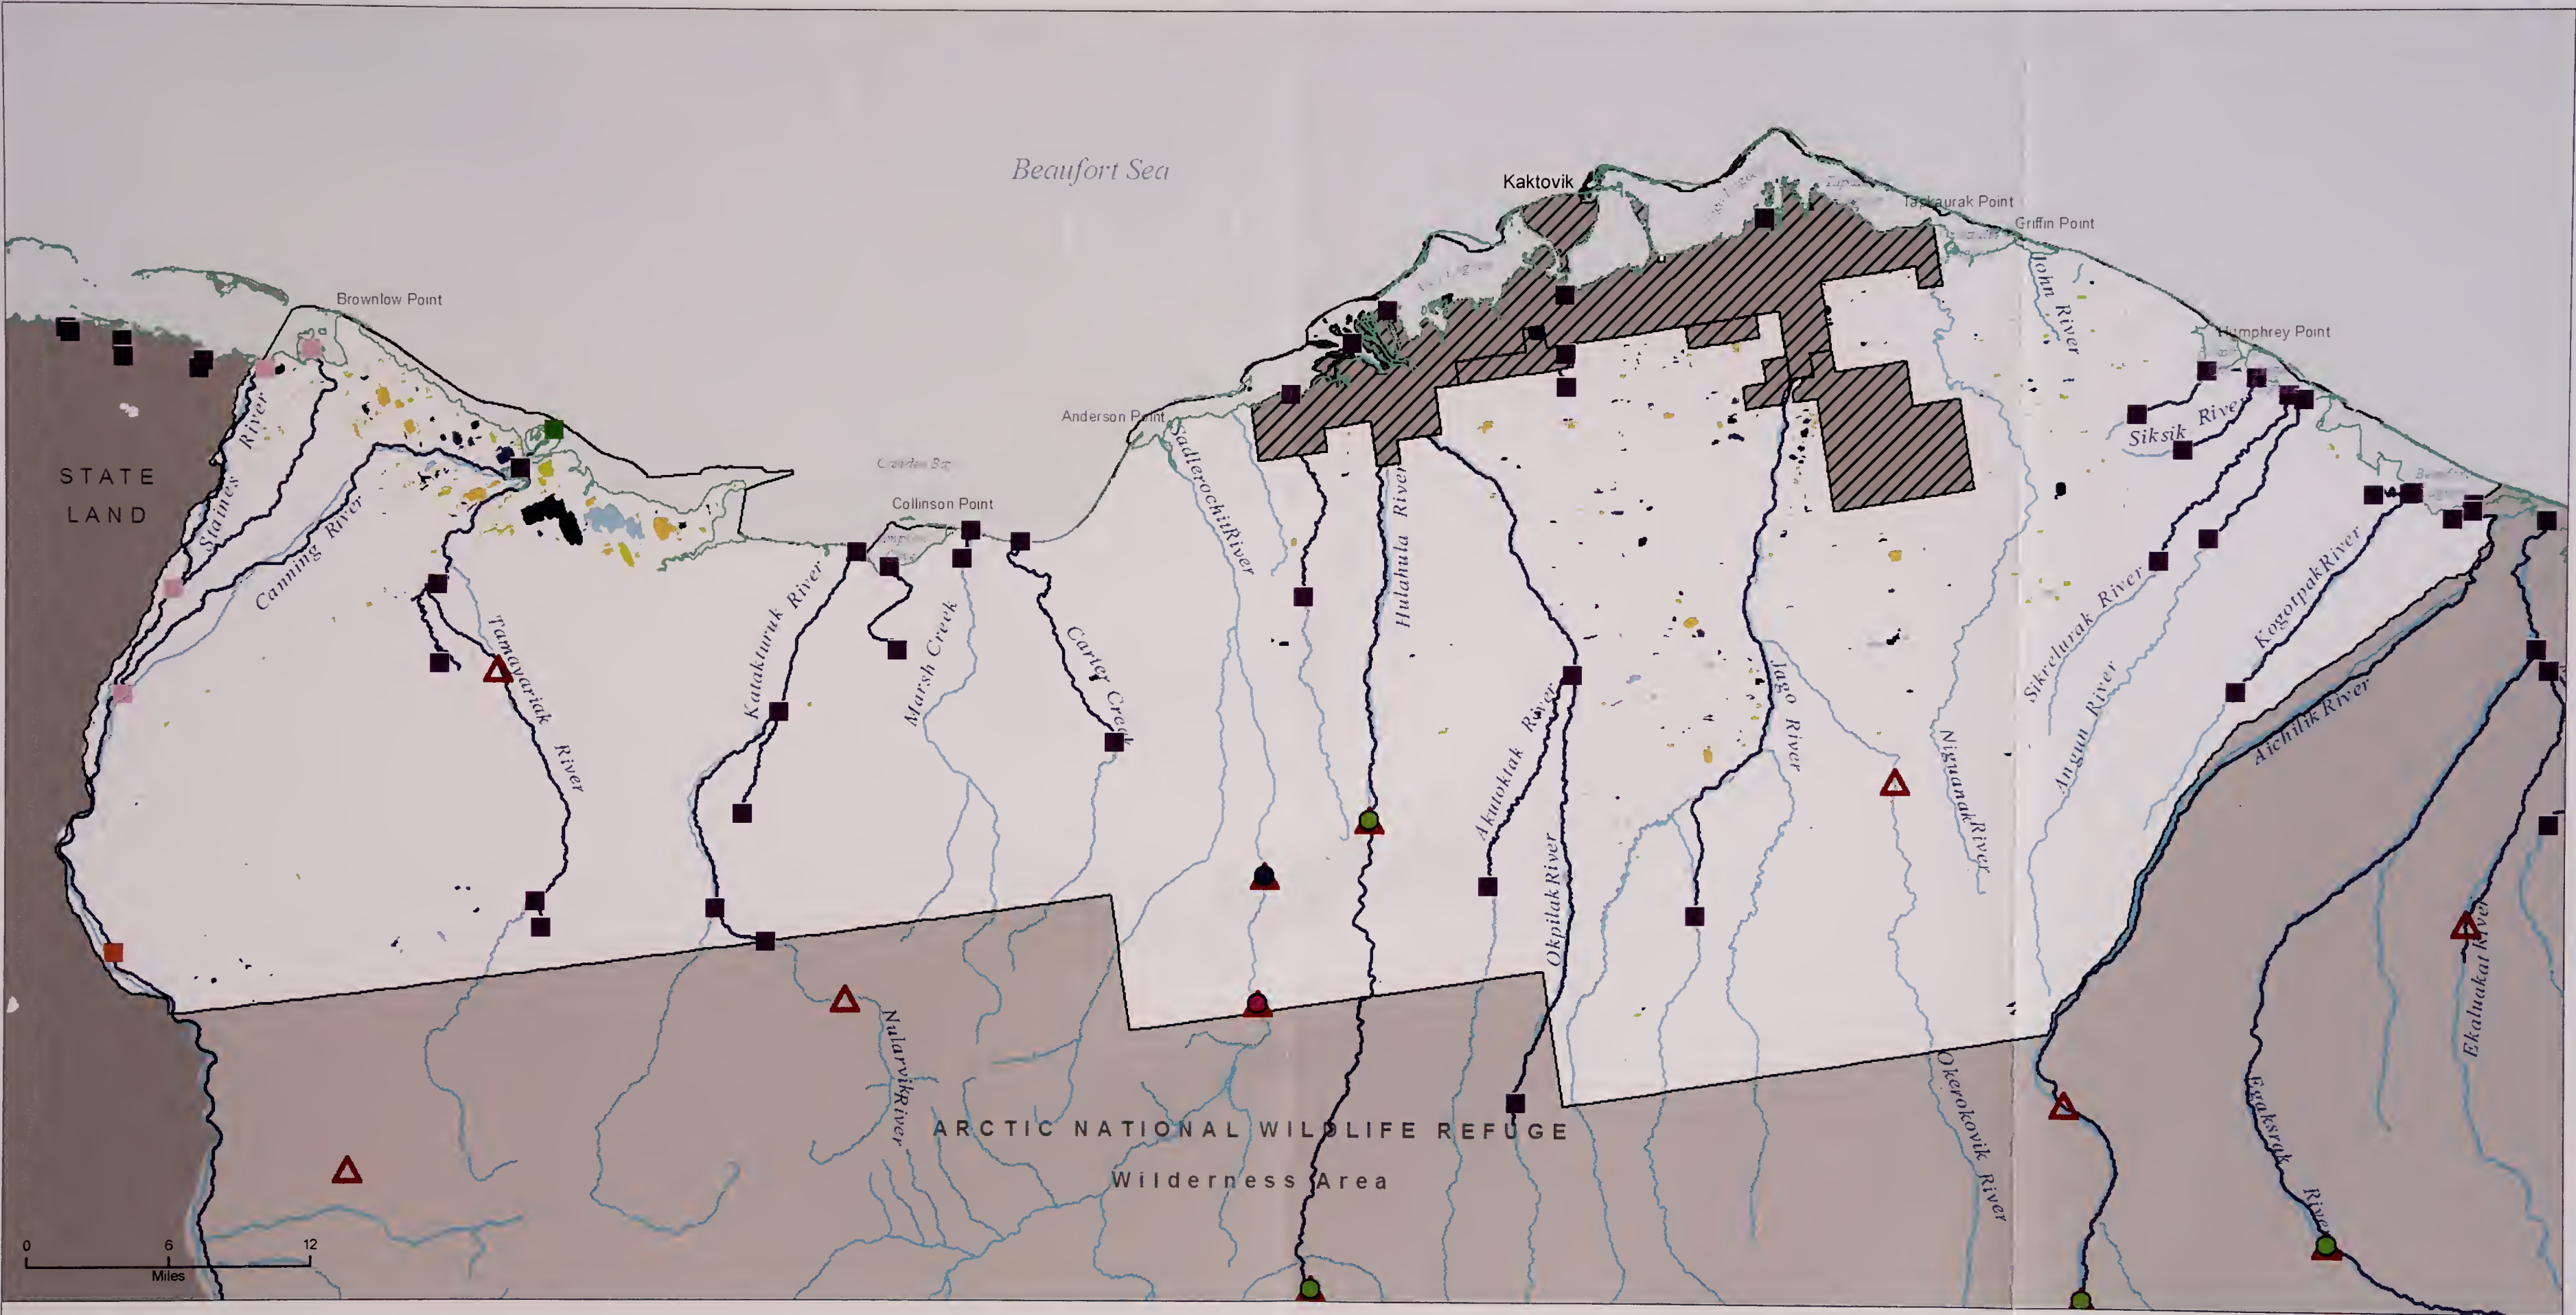 Beaufort Sea
Kaktovik
Taskaurak Point
Griffin Point
Brownlow Point
John River
Humphrey Point
Anderson Point
Siksik River
Staines River
STATE
LAND
Canning River
Collinson Point
Sadlerochit River
Hulahula River
Tamayariak River
Katakturuk River
Marsh Creek
Carter Creek
Akutoktak River
Okpilak River
Jago River
Niguanak River
Sikrelurak River
Angun River
Kogotpak River
Aichilik River
Ekaluakat River
Egaksrak River
Okerokovik River
Nularvik River
ARCTIC NATIONAL WILDLIFE REFUGE
Wilderness Area
0 6 12
Miles